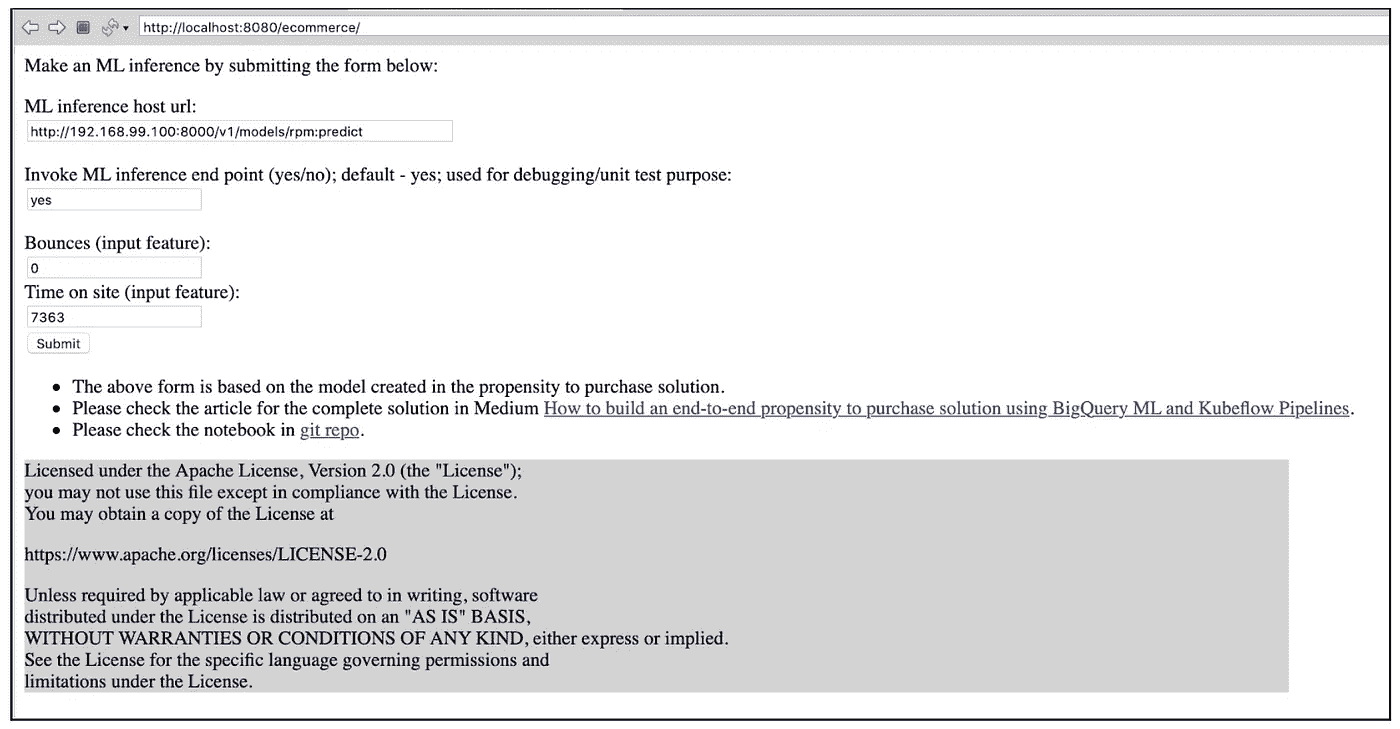 http://localhost:8080/ecommerce/
Make an ML inference by submitting the form below:
ML inference host url:
http://192.168.99.100:8000/v1/models/rpm:predict
Invoke ML inference end point (yes/no); default - yes; used for debugging/unit test purpose:
yes
Bounces (input feature):
0
Time on site (input feature):
7363
Submit
The above form is based on the model created in the propensity to purchase solution.
Please check the article for the complete solution in Medium How to build an end-to-end propensity to purchase solution using BigQuery ML and Kubeflow Pipelines.
Please check the notebook in git repo.
Licensed under the Apache License, Version 2.0 (the "License");
you may not use this file except in compliance with the License.
You may obtain a copy of the License at
https://www.apache.org/licenses/LICENSE-2.0
Unless required by applicable law or agreed to in writing, software
distributed under the License is distributed on an "AS IS" BASIS,
WITHOUT WARRANTIES OR CONDITIONS OF ANY KIND, either express or implied.
See the License for the specific language governing permissions and
limitations under the License.